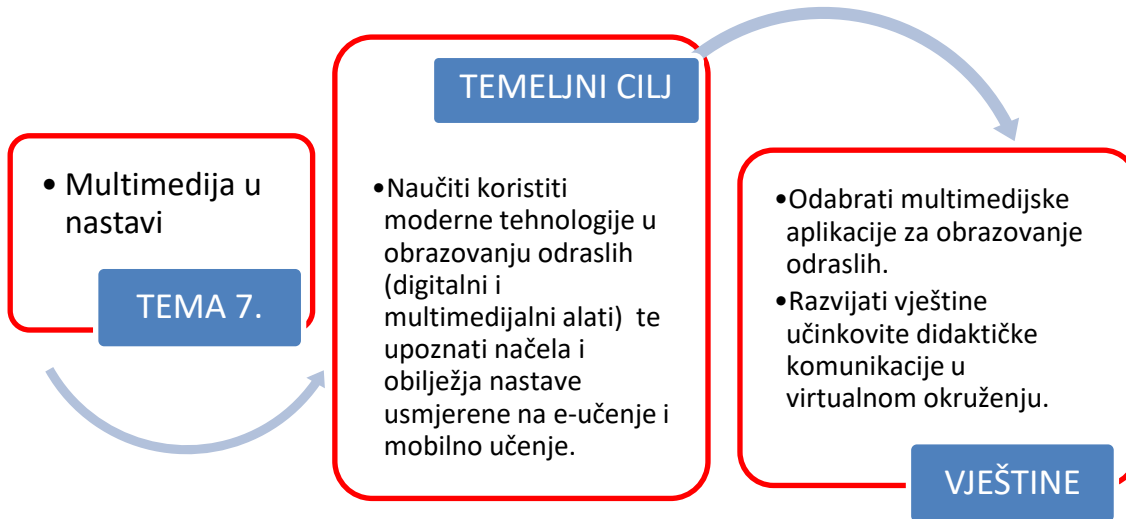 • Multimedija u
nastavi
TEMA 7.
TEMELJNI CILJ
•Naučiti koristiti
moderne tehnologije u
obrazovanju odraslih
(digitalni i
multimedijalni alati)  te
upoznati načela i
obilježja nastave
usmjerene na e-učenje i
mobilno učenje.
•Odabrati multimedijske
aplikacije za obrazovanje
odraslih.
•Razvijati vještine
učinkovite didaktičke
komunikacije u
virtualnom okruženju.
VJEŠTINE